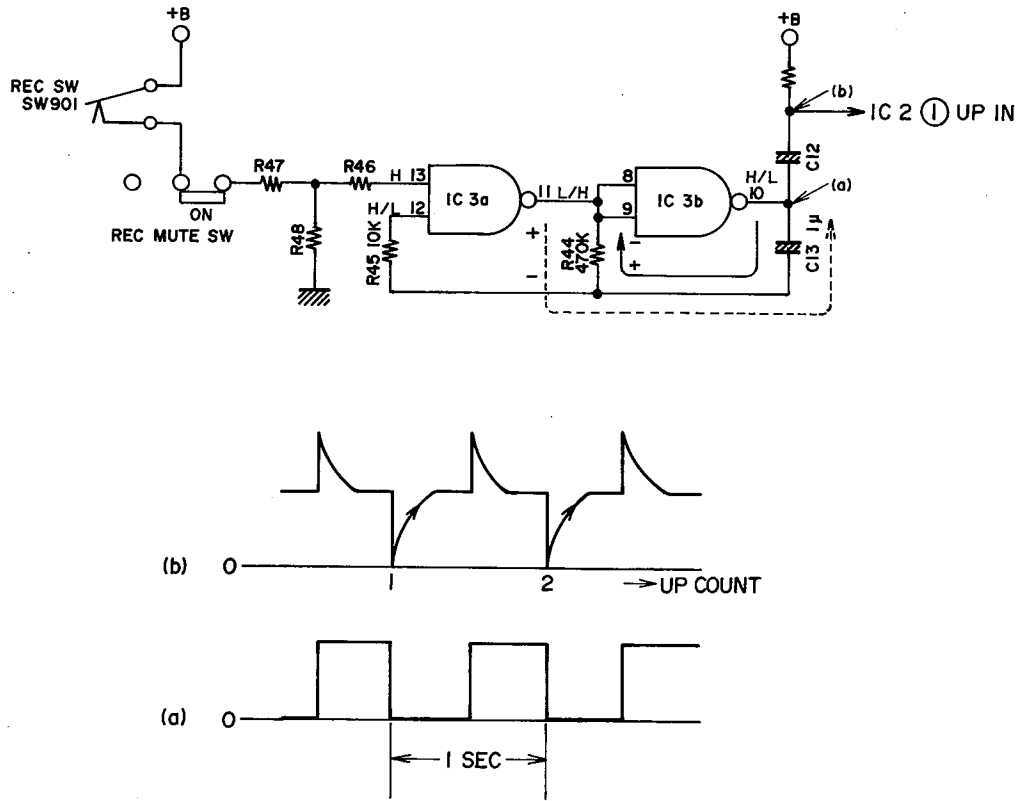 +B
+B
REC SW
SW901
(b)
IC 2 ① UP IN
C12
R47
R46
H 13
IC 3a
11 L/H
8
9
IC 3b
H/L
10
(a)
H/L
12
ON
REC MUTE SW
R48
R45 10K
+
−
R44
470K
−
+
C13 1μ
(b) 0
1
2
→ UP COUNT
(a) 0
1 SEC